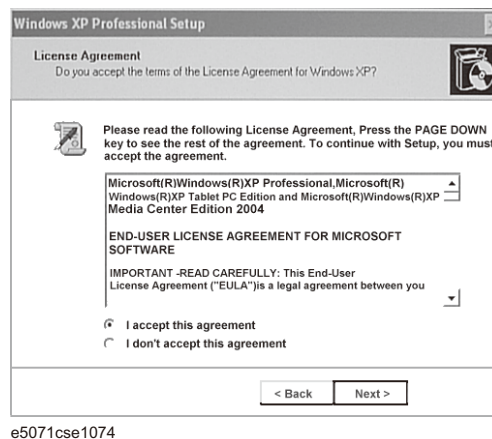 Windows XP Professional Setup
License Agreement
Do you accept the terms of the License Agreement for Windows XP?
Please read the following License Agreement, Press the PAGE DOWN
key to see the rest of the agreement. To continue with Setup, you must
accept the agreement.
Microsoft(R)Windows(R)XP Professional,Microsoft(R)
Windows(R)XP Tablet PC Edition and Microsoft(R)Windows(R)XP
Media Center Edition 2004
END-USER LICENSE AGREEMENT FOR MICROSOFT
SOFTWARE
IMPORTANT -READ CAREFULLY: This End-User
License Agreement ("EULA")is a legal agreement between you
I accept this agreement
I don't accept this agreement
< Back
Next >
e5071cse1074